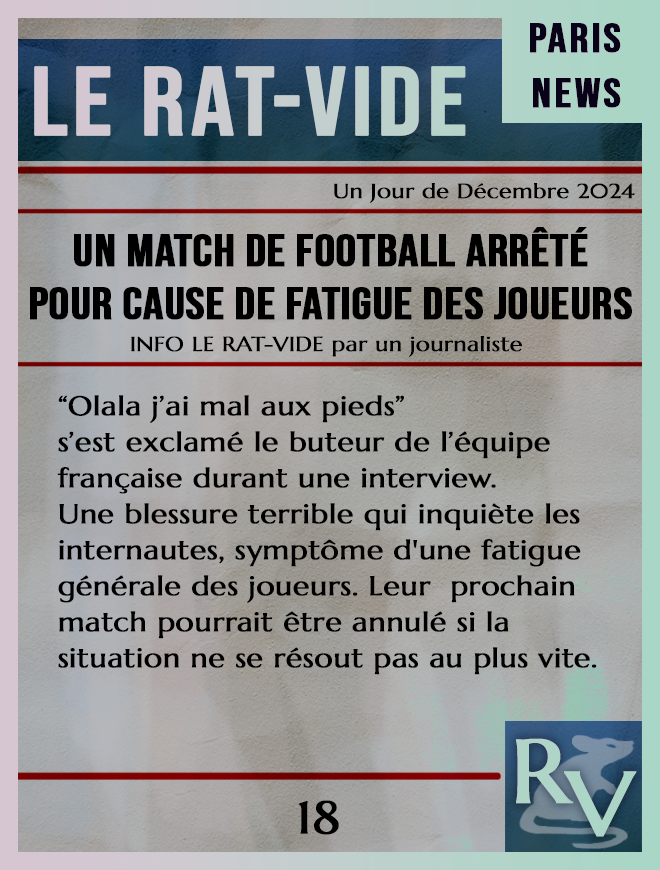 PARIS
NEWS
LE RAT-VIDE
Un Jour de Décembre 2024
UN MATCH DE FOOTBALL ARRÊTÉ
POUR CAUSE DE FATIGUE DES JOUEURS
INFO LE RAT-VIDE par un journaliste
“Olala j’ai mal aux pieds”
s’est exclamé le buteur de l’équipe
française durant une interview.
Une blessure terrible qui inquiète les
internautes, symptôme d'une fatigue
générale des joueurs. Leur  prochain
match pourrait être annulé si la
situation ne se résout pas au plus vite.
18
RV